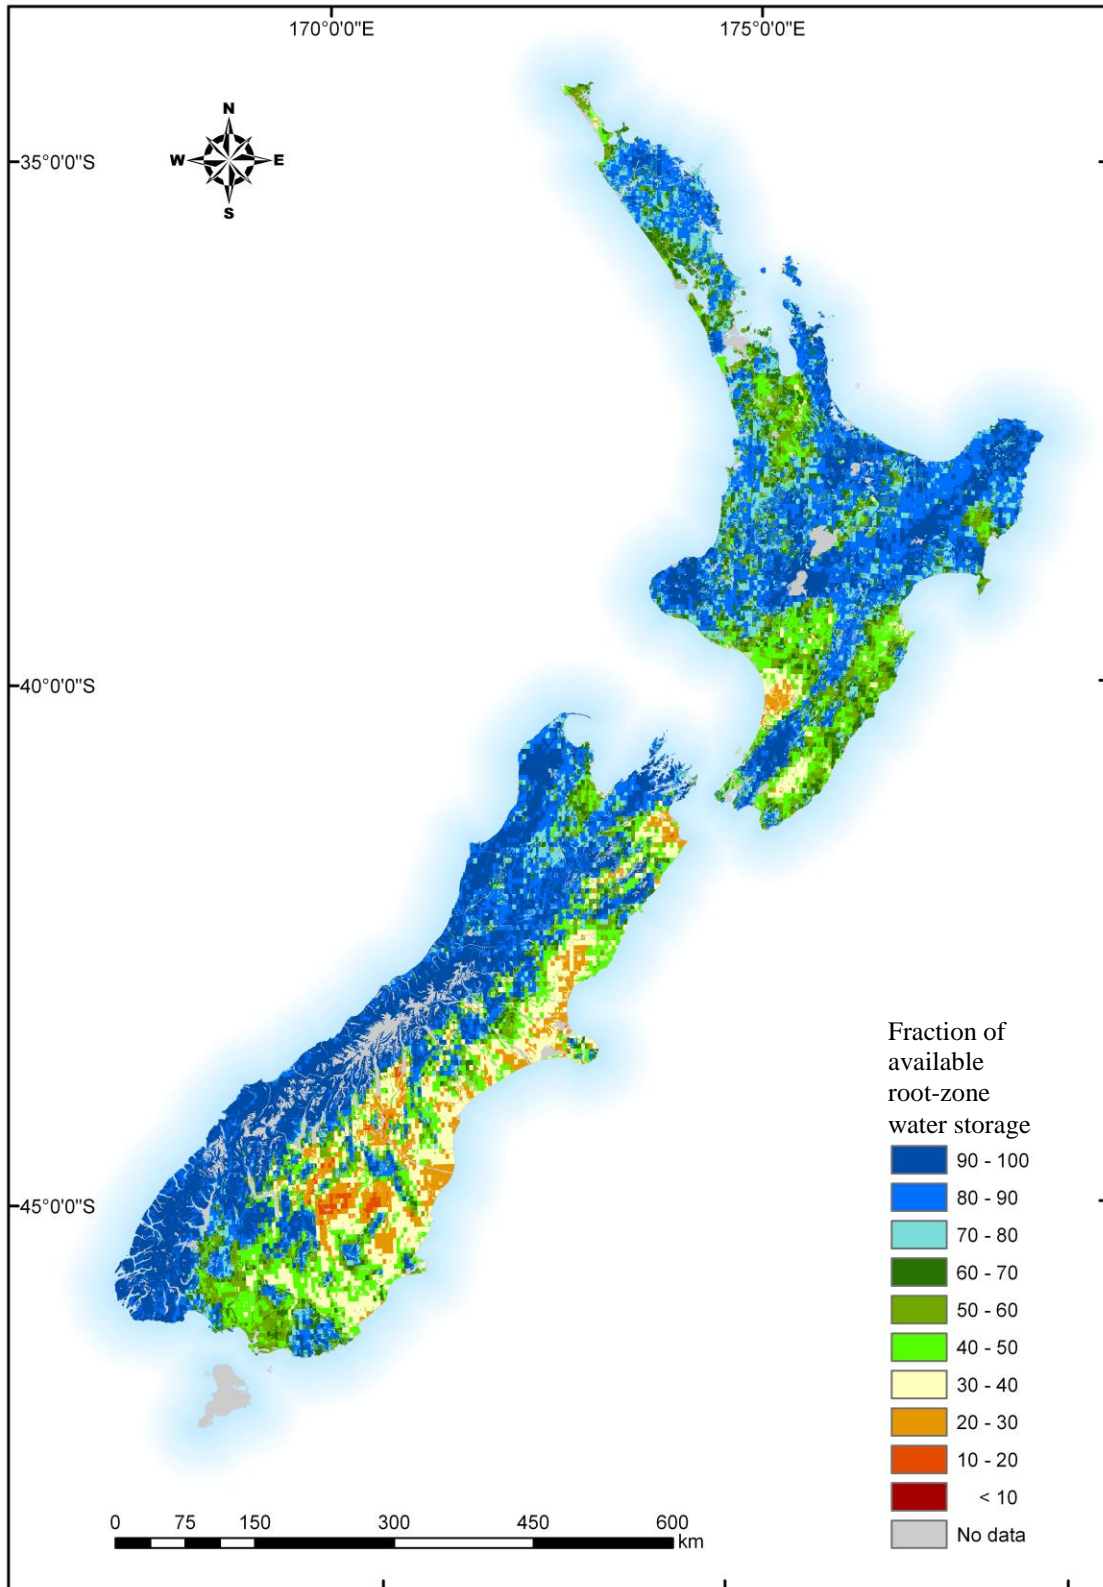 170°0'0"E
175°0'0"E
N
W
E
S
35°0'0"S
40°0'0"S
45°0'0"S
Fraction of
available
root-zone
water storage
90 - 100
80 - 90
70 - 80
60 - 70
50 - 60
40 - 50
30 - 40
20 - 30
10 - 20
< 10
No data
0 75 150 300 450 600
km